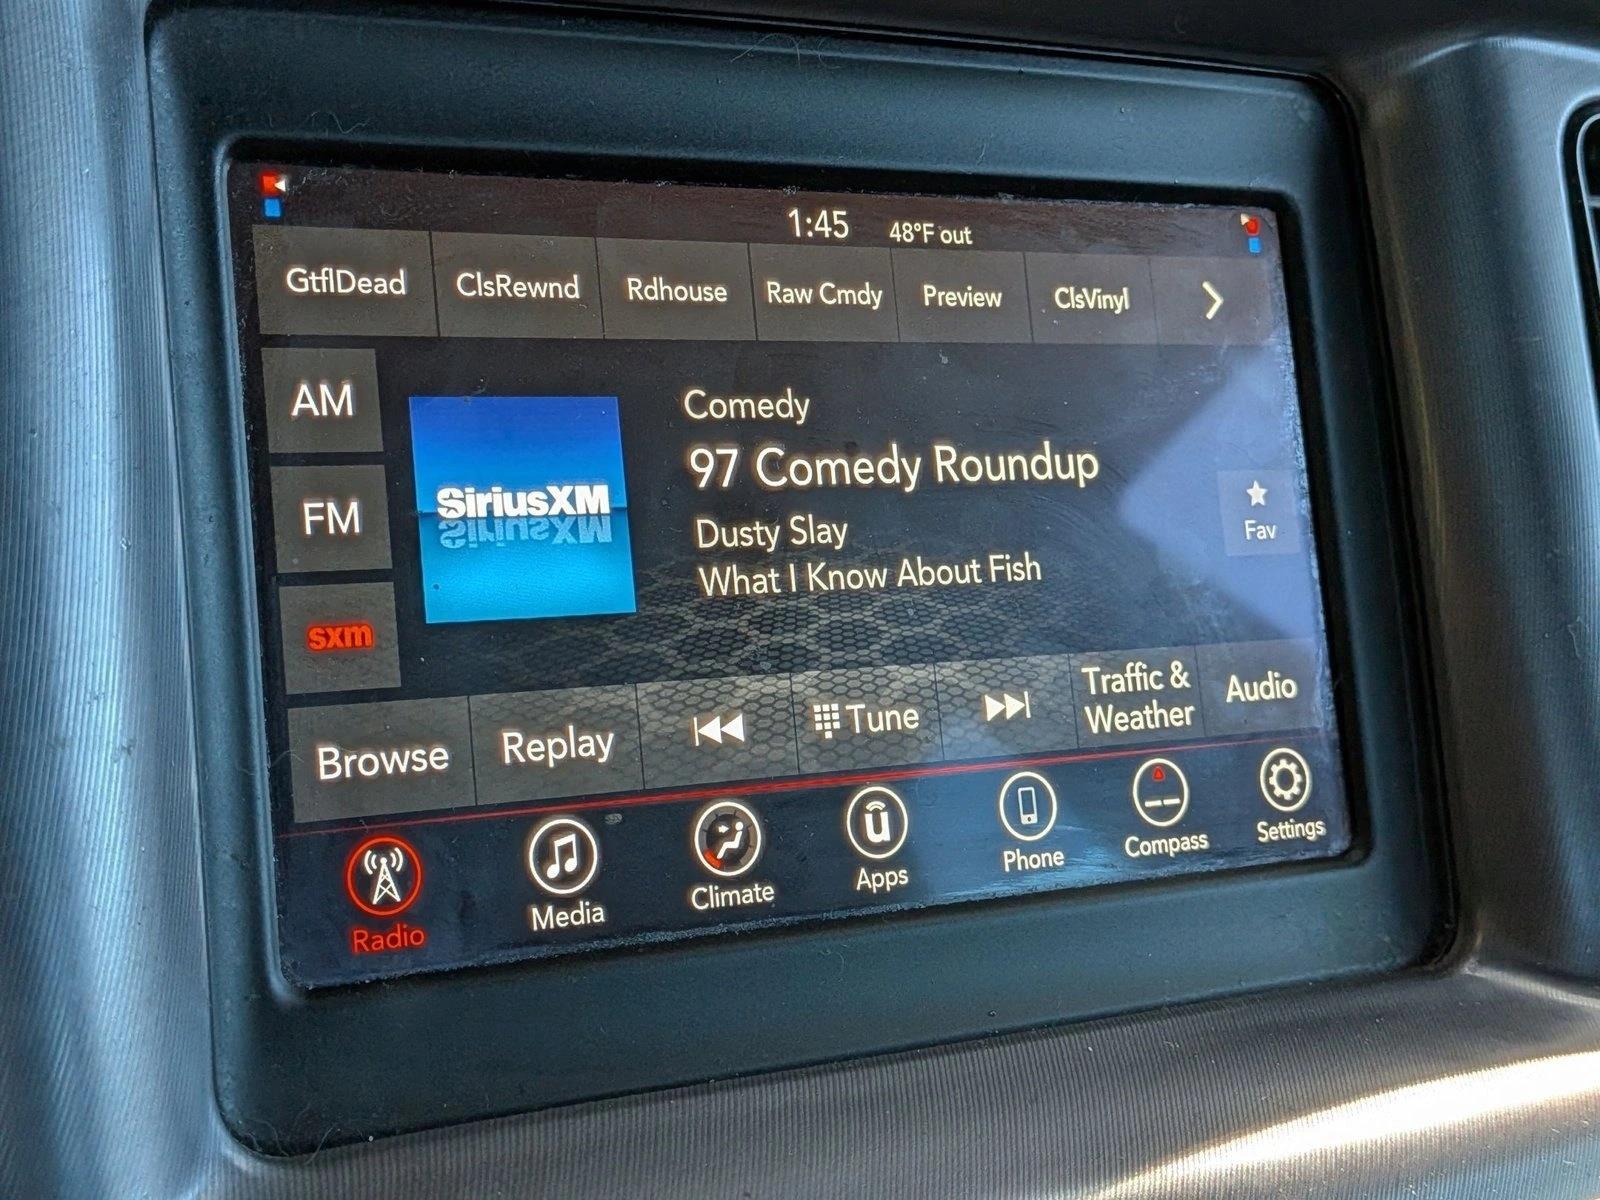 1:45 48°F out
GtflDead ClsRewnd Rdhouse Raw Cmdy Preview ClsVinyl
AM
FM
sxm
SiriusXM
Comedy
97 Comedy Roundup
Dusty Slay
What I Know About Fish
Fav
Browse Replay Tune Traffic & Weather Audio
Radio Media Climate Apps Phone Compass Settings